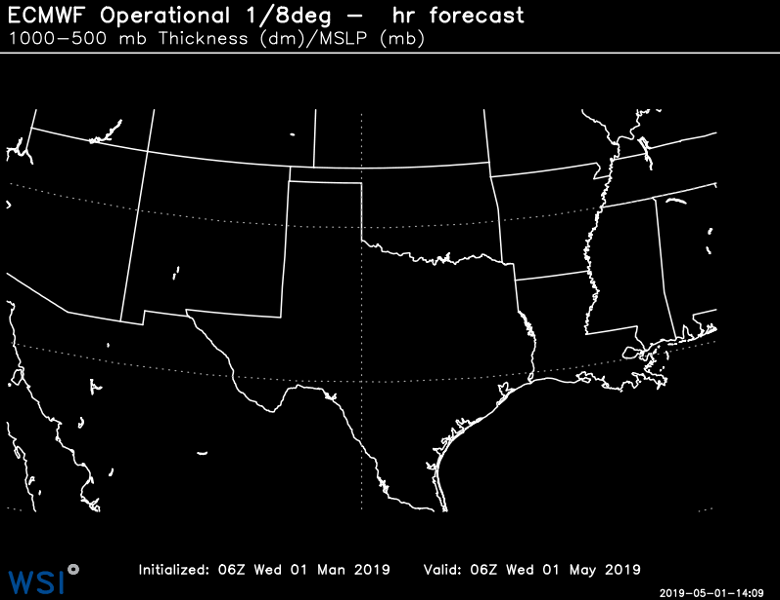 ECMWF Operational 1/8deg –  hr forecast
1000–500 mb Thickness (dm)/MSLP (mb)
Initialized: 06Z Wed 01 Man 2019  Valid: 06Z Wed 01 May 2019
WSI
2019-05-01-14:09